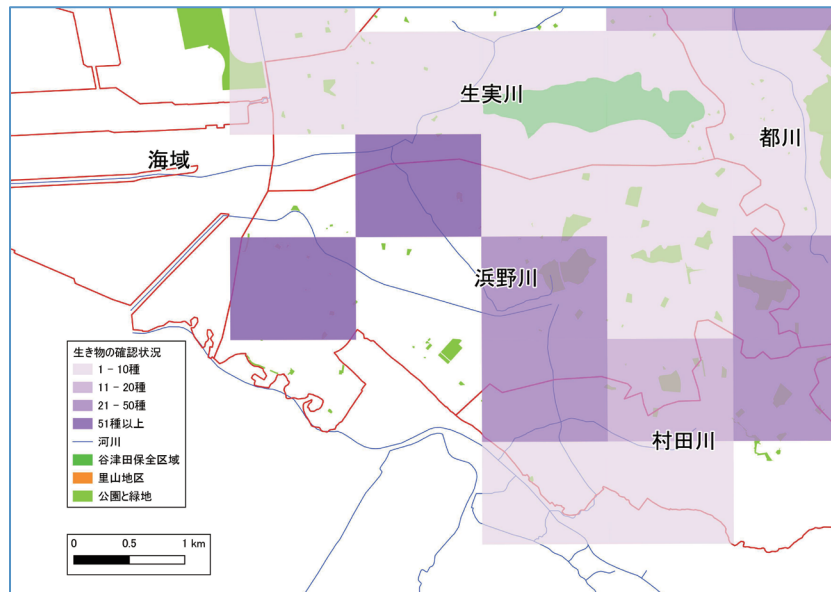 生実川
海域
都川
浜野川
村田川
生き物の確認状況
1 - 10種
11 - 20種
21 - 50種
51種以上
河川
谷津田保全区域
里山地区
公園と緑地
0 0.5 1 km